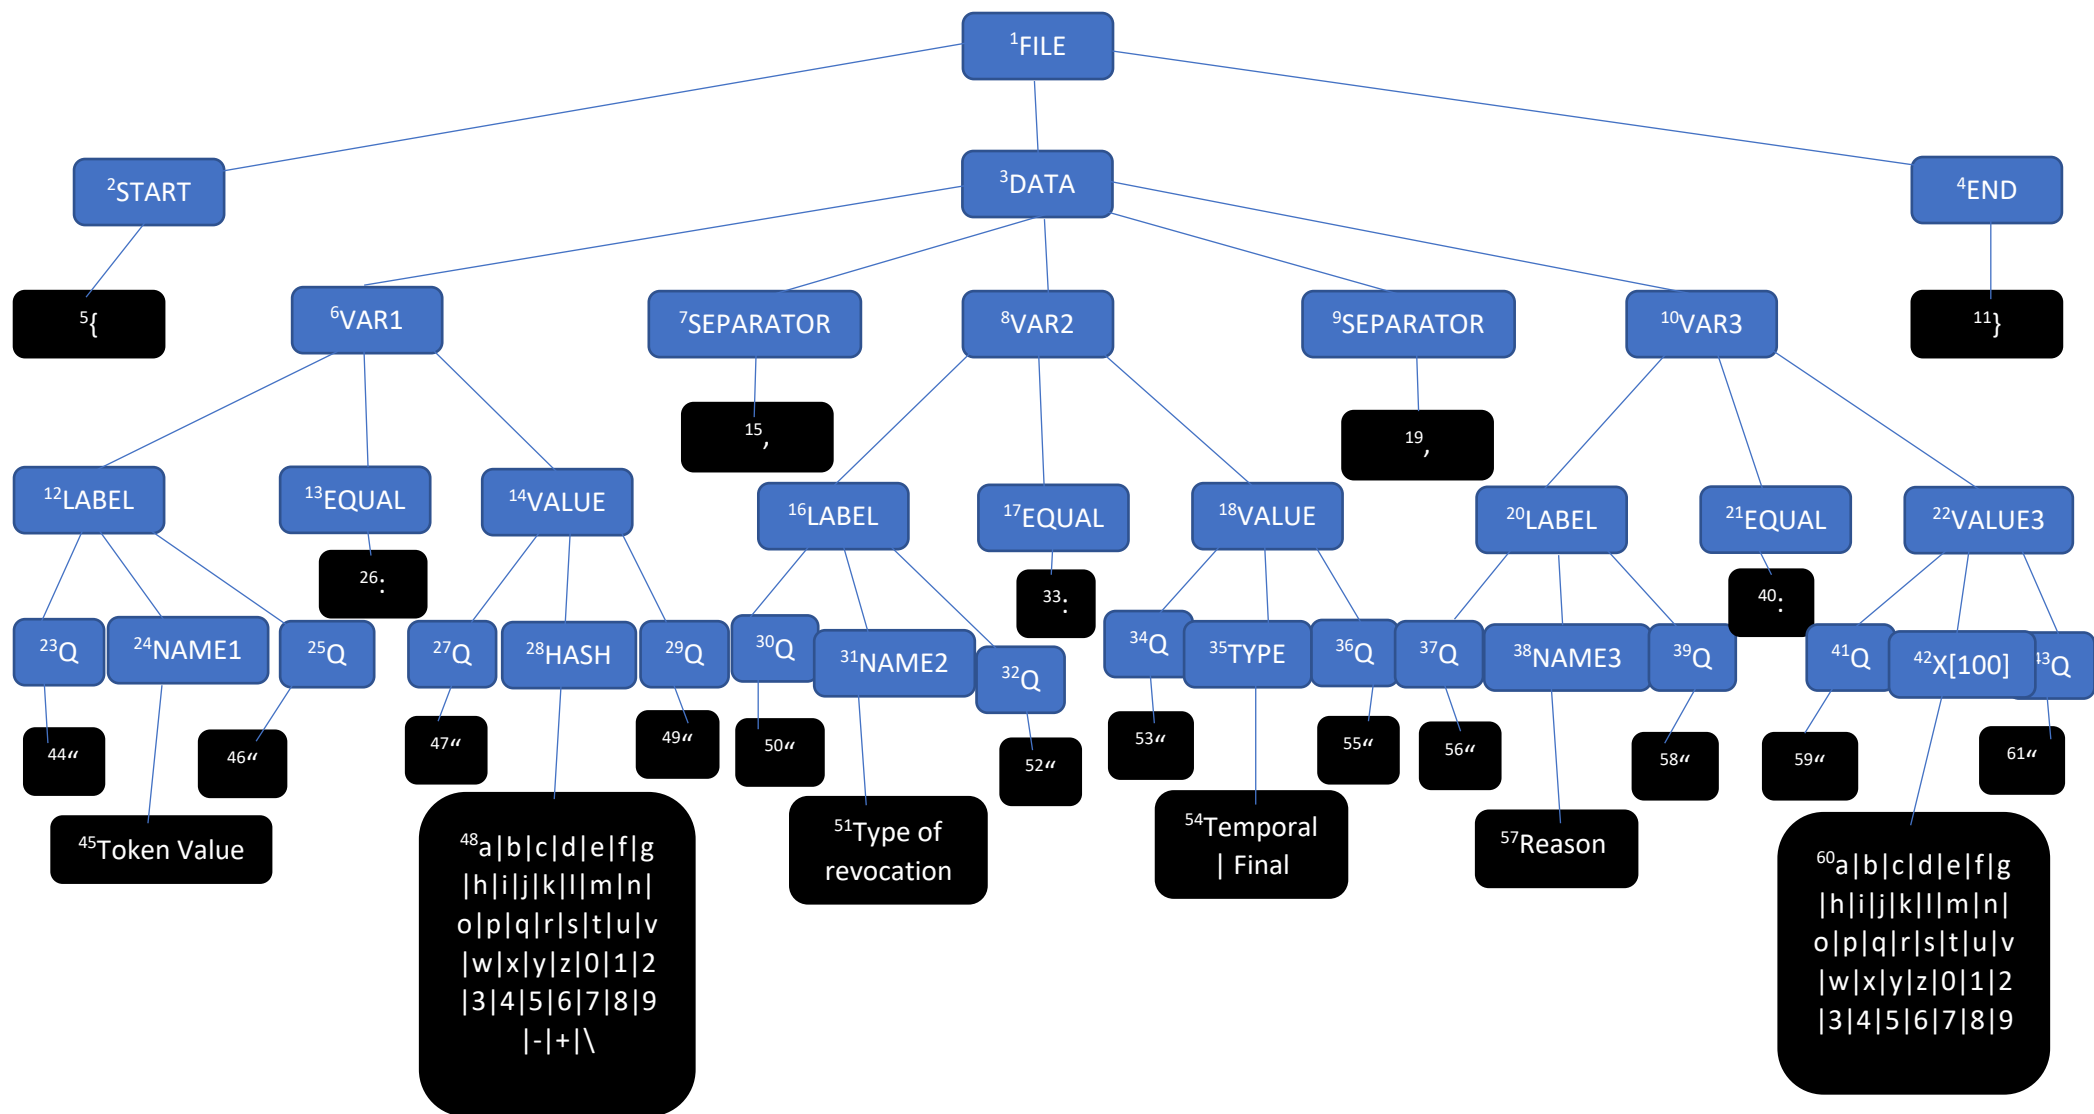 1FILE
2START
3DATA
4END
5{
6VAR1
7SEPARATOR
8VAR2
9SEPARATOR
10VAR3
11}
12LABEL
13EQUAL
14VALUE
15,
16LABEL
17EQUAL
18VALUE
19,
20LABEL
21EQUAL
22VALUE3
23Q
24NAME1
25Q
26:
27Q
28HASH
29Q
30Q
31NAME2
32Q
33:
34Q
35TYPE
36Q
37Q
38NAME3
39Q
40:
41Q
42X[100]
43Q
44“
45Token Value
46“
47“
48a|b|c|d|e|f|g
|h|i|j|k|l|m|n|
o|p|q|r|s|t|u|v
|w|x|y|z|0|1|2
|3|4|5|6|7|8|9
|-|+|\
49“
50“
51Type of
revocation
52“
53“
54Temporal
| Final
55“
56“
57Reason
58“
59“
60a|b|c|d|e|f|g
|h|i|j|k|l|m|n|
o|p|q|r|s|t|u|v
|w|x|y|z|0|1|2
|3|4|5|6|7|8|9
61“